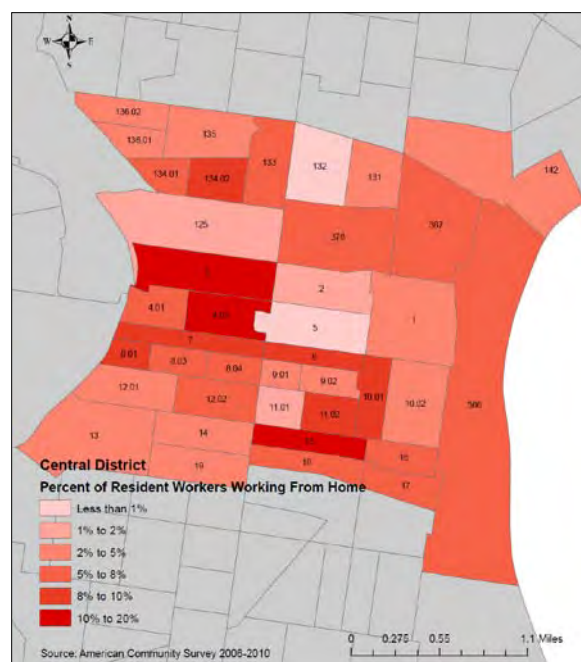 N
W E
S
136.02
135
136.01
133
132
131
142
134.01
134.02
125
376
367
3
2
4.01
1
5
7
6
8.01
8.03
8.04
9.01
9.02
10.01
10.02
12.01
12.02
11.01
11.02
13
14
15
16
19
18
17
Central District
Percent of Resident Workers Working From Home
Less than 1%
1% to 2%
2% to 5%
5% to 8%
8% to 10%
10% to 20%
Source: American Community Survey 2006-2010
0 0.275 0.55 1.1 Miles